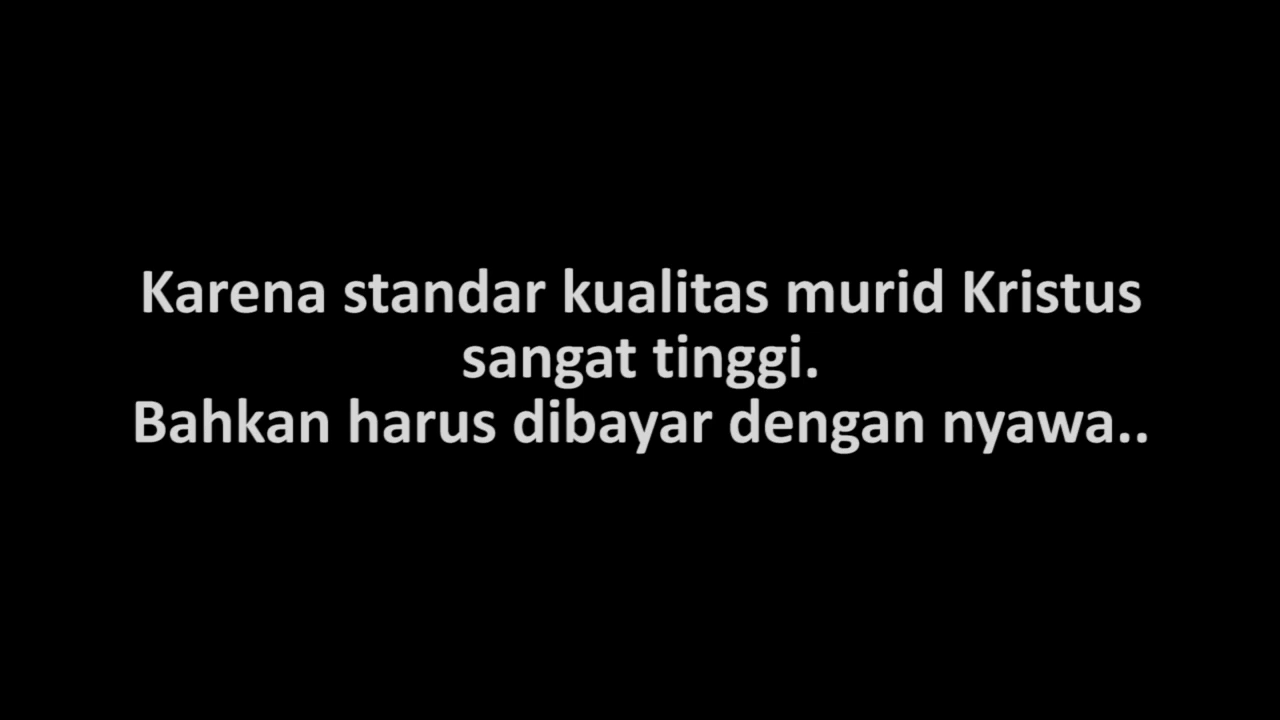 Karena standar kualitas murid Kristus
sangat tinggi.
Bahkan harus dibayar dengan nyawa..